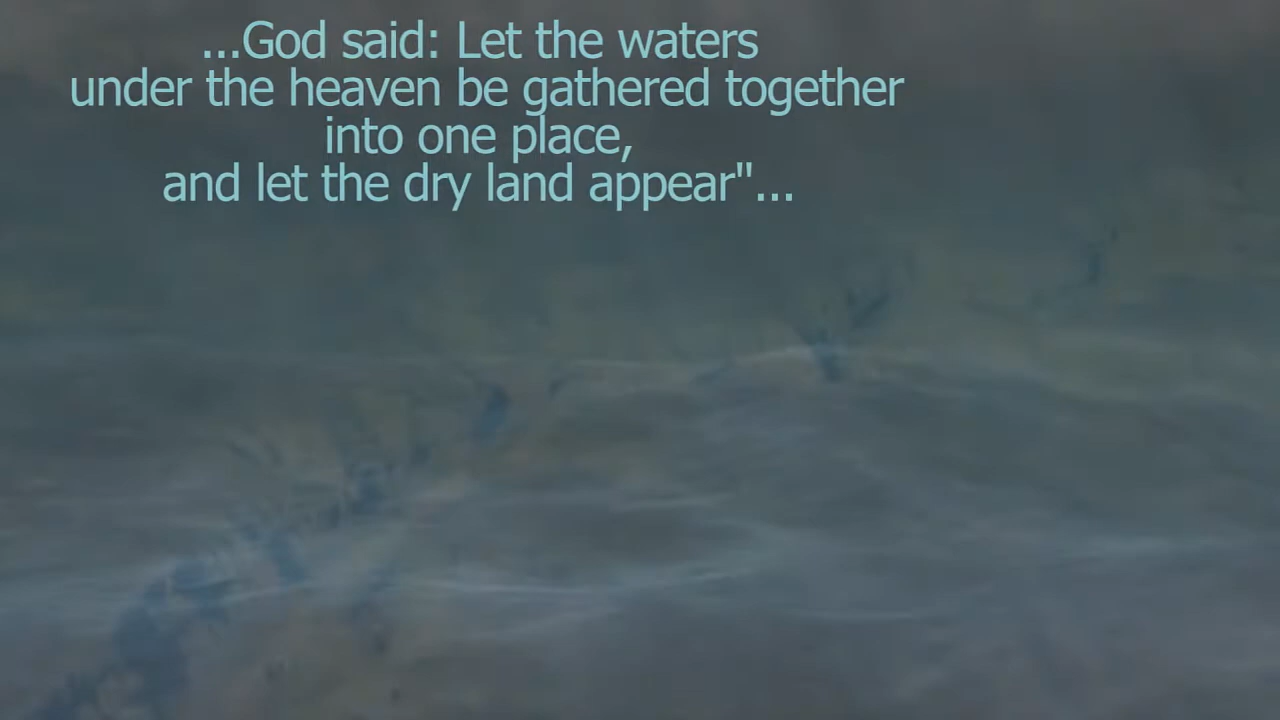 ...God said: Let the waters
under the heaven be gathered together
into one place,
and let the dry land appear"...